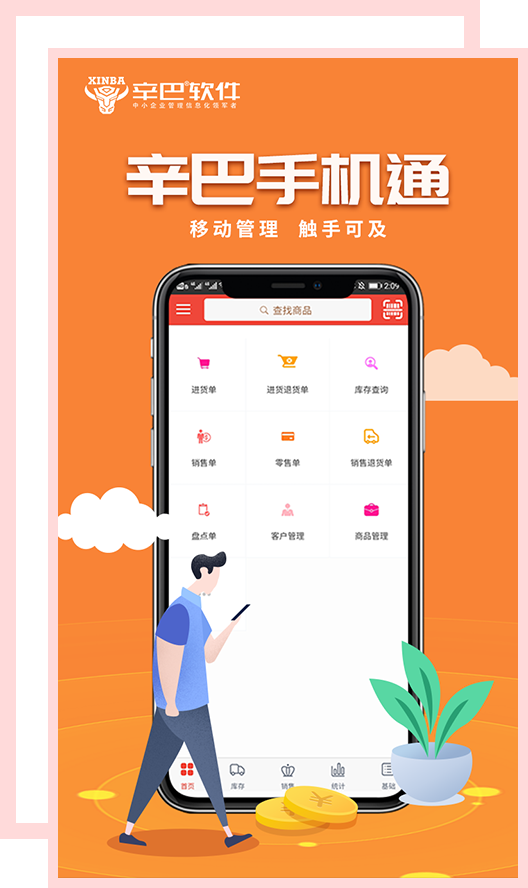 XINBA
辛巴®软件
中小企业管理信息化领军者
辛巴手机通
移动管理 触手可及
2:09
查找商品
进货单 进货退货单 库存查询
销售单 零售单 销售退货单
盘点单 客户管理 商品管理
首页 库存 销售 统计 基础